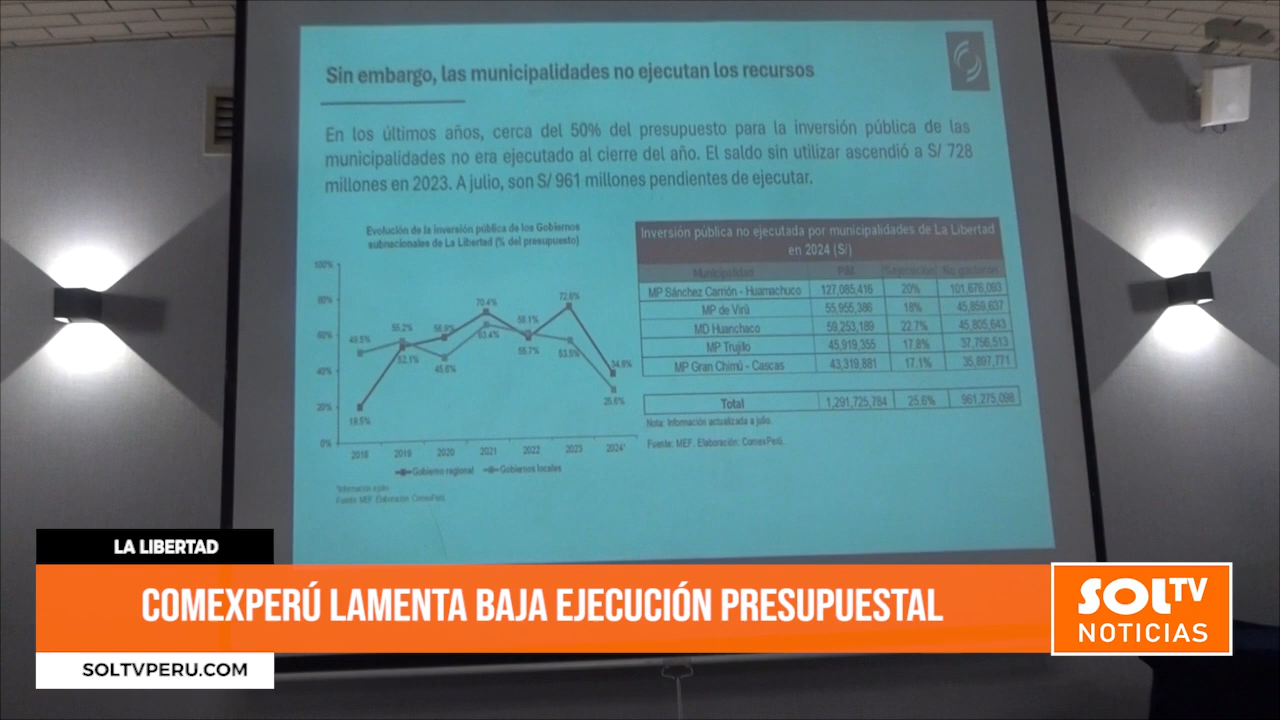 Sin embargo, las municipalidades no ejecutan los recursos
En los últimos años, cerca del 50% del presupuesto para la inversión pública de las
municipalidades no era ejecutado al cierre del año. El saldo sin utilizar ascendió a S/ 728
millones en 2023. A julio, son S/ 961 millones pendientes de ejecutar.
Evolución de la inversión pública de los Gobiernos
subnacionales de La Libertad (% del presupuesto)
100%
80%
60%
40%
20%
0%
49.5%
18.5%
55.2%
52.1%
45.6%
70.4%
63.4%
58.1%
55.7%
72.8%
53.5%
34.8%
25.6%
2018
2019
2020
2021
2022
2023
2024*
Gobierno regional
Gobiernos locales
*Información a julio
Fuente: MEF. Elaboración: ComexPerú.
Inversión pública no ejecutada por municipalidades de La Libertad
en 2024 (S/)
Municipalidad PIM % ejecución No gastaron
MP Sánchez Carrión - Huamachuco 127,085,416 20% 101,676,093
MP de Virú 55,955,386 18% 45,859,637
MD Huanchaco 59,253,189 22.7% 45,805,643
MP Trujillo 45,919,355 17.8% 37,756,513
MP Gran Chimú - Cascas 43,319,881 17.1% 35,897,771
Total 1,291,725,784 25.6% 961,275,098
Nota: Información actualizada a julio.
Fuente: MEF. Elaboración: ComexPerú.
LA LIBERTAD
COMEXPERÚ LAMENTA BAJA EJECUCIÓN PRESUPUESTAL
SOLTVPERU.COM
SOLTV
NOTICIAS